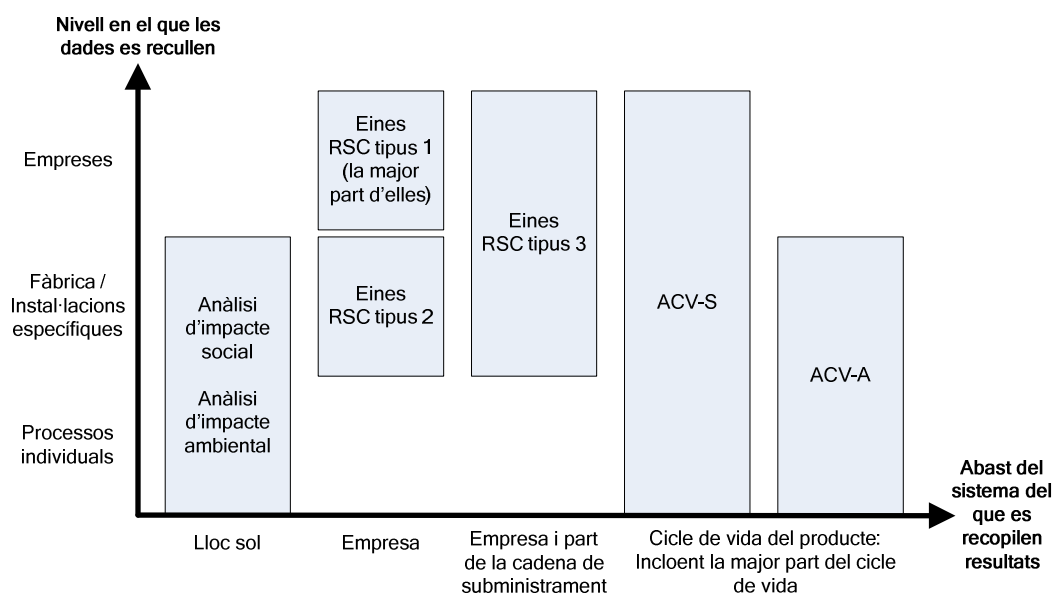 Nivell en el que les
dades es recullen
Empreses
Fàbrica /
Instal·lacions
específiques
Processos
individuals
Anàlisi
d'impacte
social
Anàlisi
d'impacte
ambiental
Eines
RSC tipus 1
(la major
part d'elles)
Eines
RSC tipus 2
Eines
RSC tipus 3
ACV-S
ACV-A
Lloc sol
Empresa
Empresa i part
de la cadena de
subministrament
Cicle de vida del producte:
Incloent la major part del cicle
de vida
Abast del
sistema del
que es
recopilen
resultats